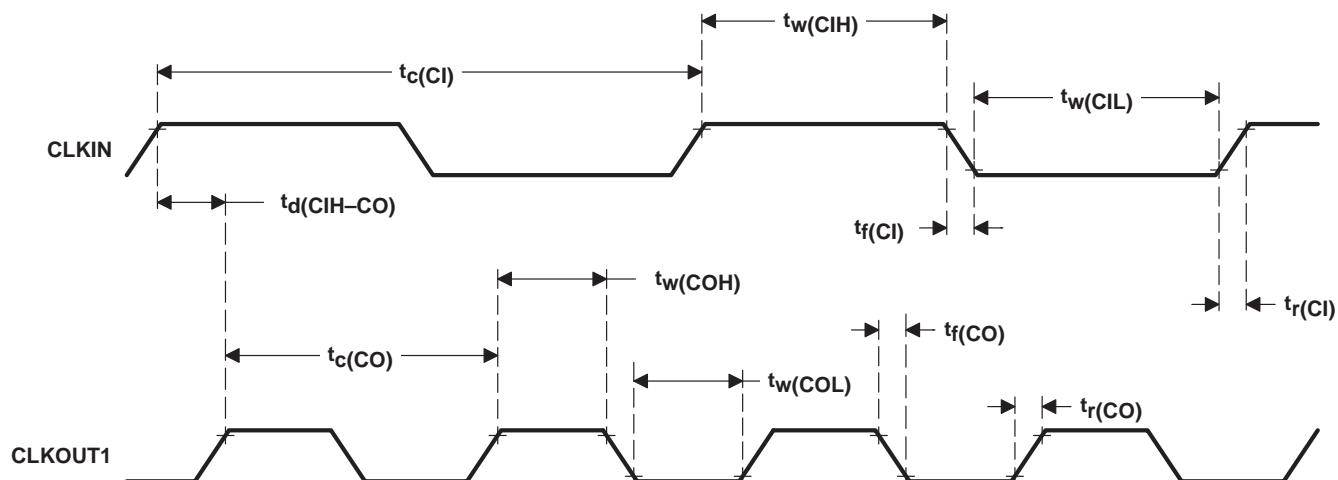 tw(CIH)
tc(CI)
tw(CIL)
CLKIN
td(CIH–CO)
tf(CI)
tw(COH)
tr(CI)
tf(CO)
tc(CO)
tw(COL)
tr(CO)
CLKOUT1